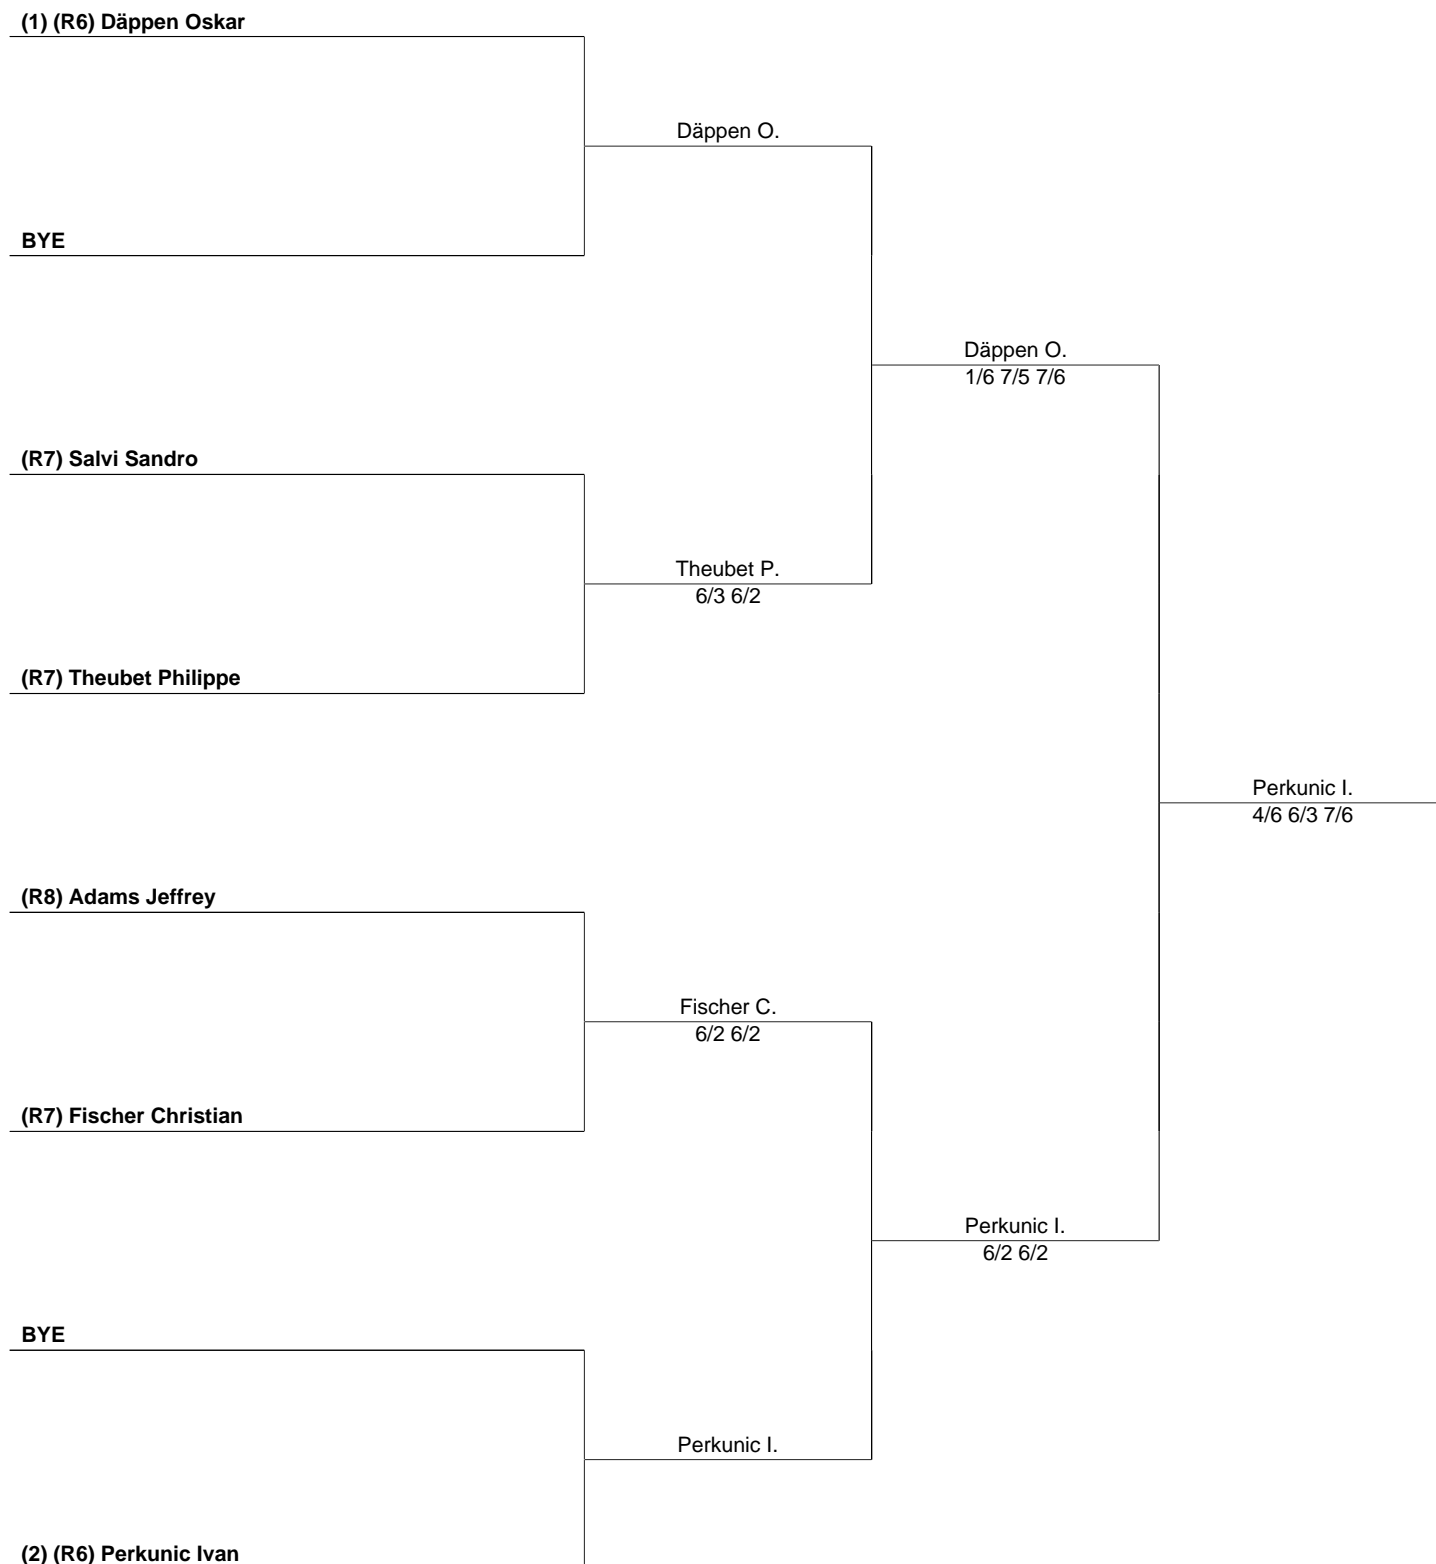 (1) (R6) Däppen Oskar
Däppen O.
BYE
Däppen O.
1/6 7/5 7/6
(R7) Salvi Sandro
Theubet P.
6/3 6/2
(R7) Theubet Philippe
Perkunic I.
4/6 6/3 7/6
(R8) Adams Jeffrey
Fischer C.
6/2 6/2
(R7) Fischer Christian
Perkunic I.
6/2 6/2
BYE
Perkunic I.
(2) (R6) Perkunic Ivan